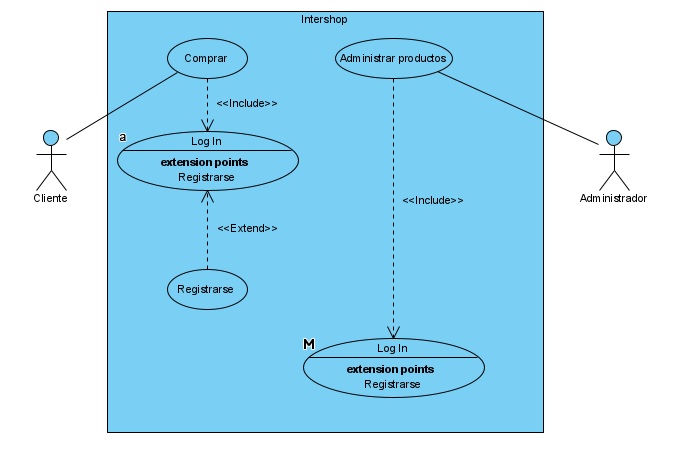 Intershop
Comprar
Administrar productos
<<Include>>
a
Log In
extension points
Registrarse
Cliente
Administrador
<<Include>>
<<Extend>>
Registrarse
M
Log In
extension points
Registrarse